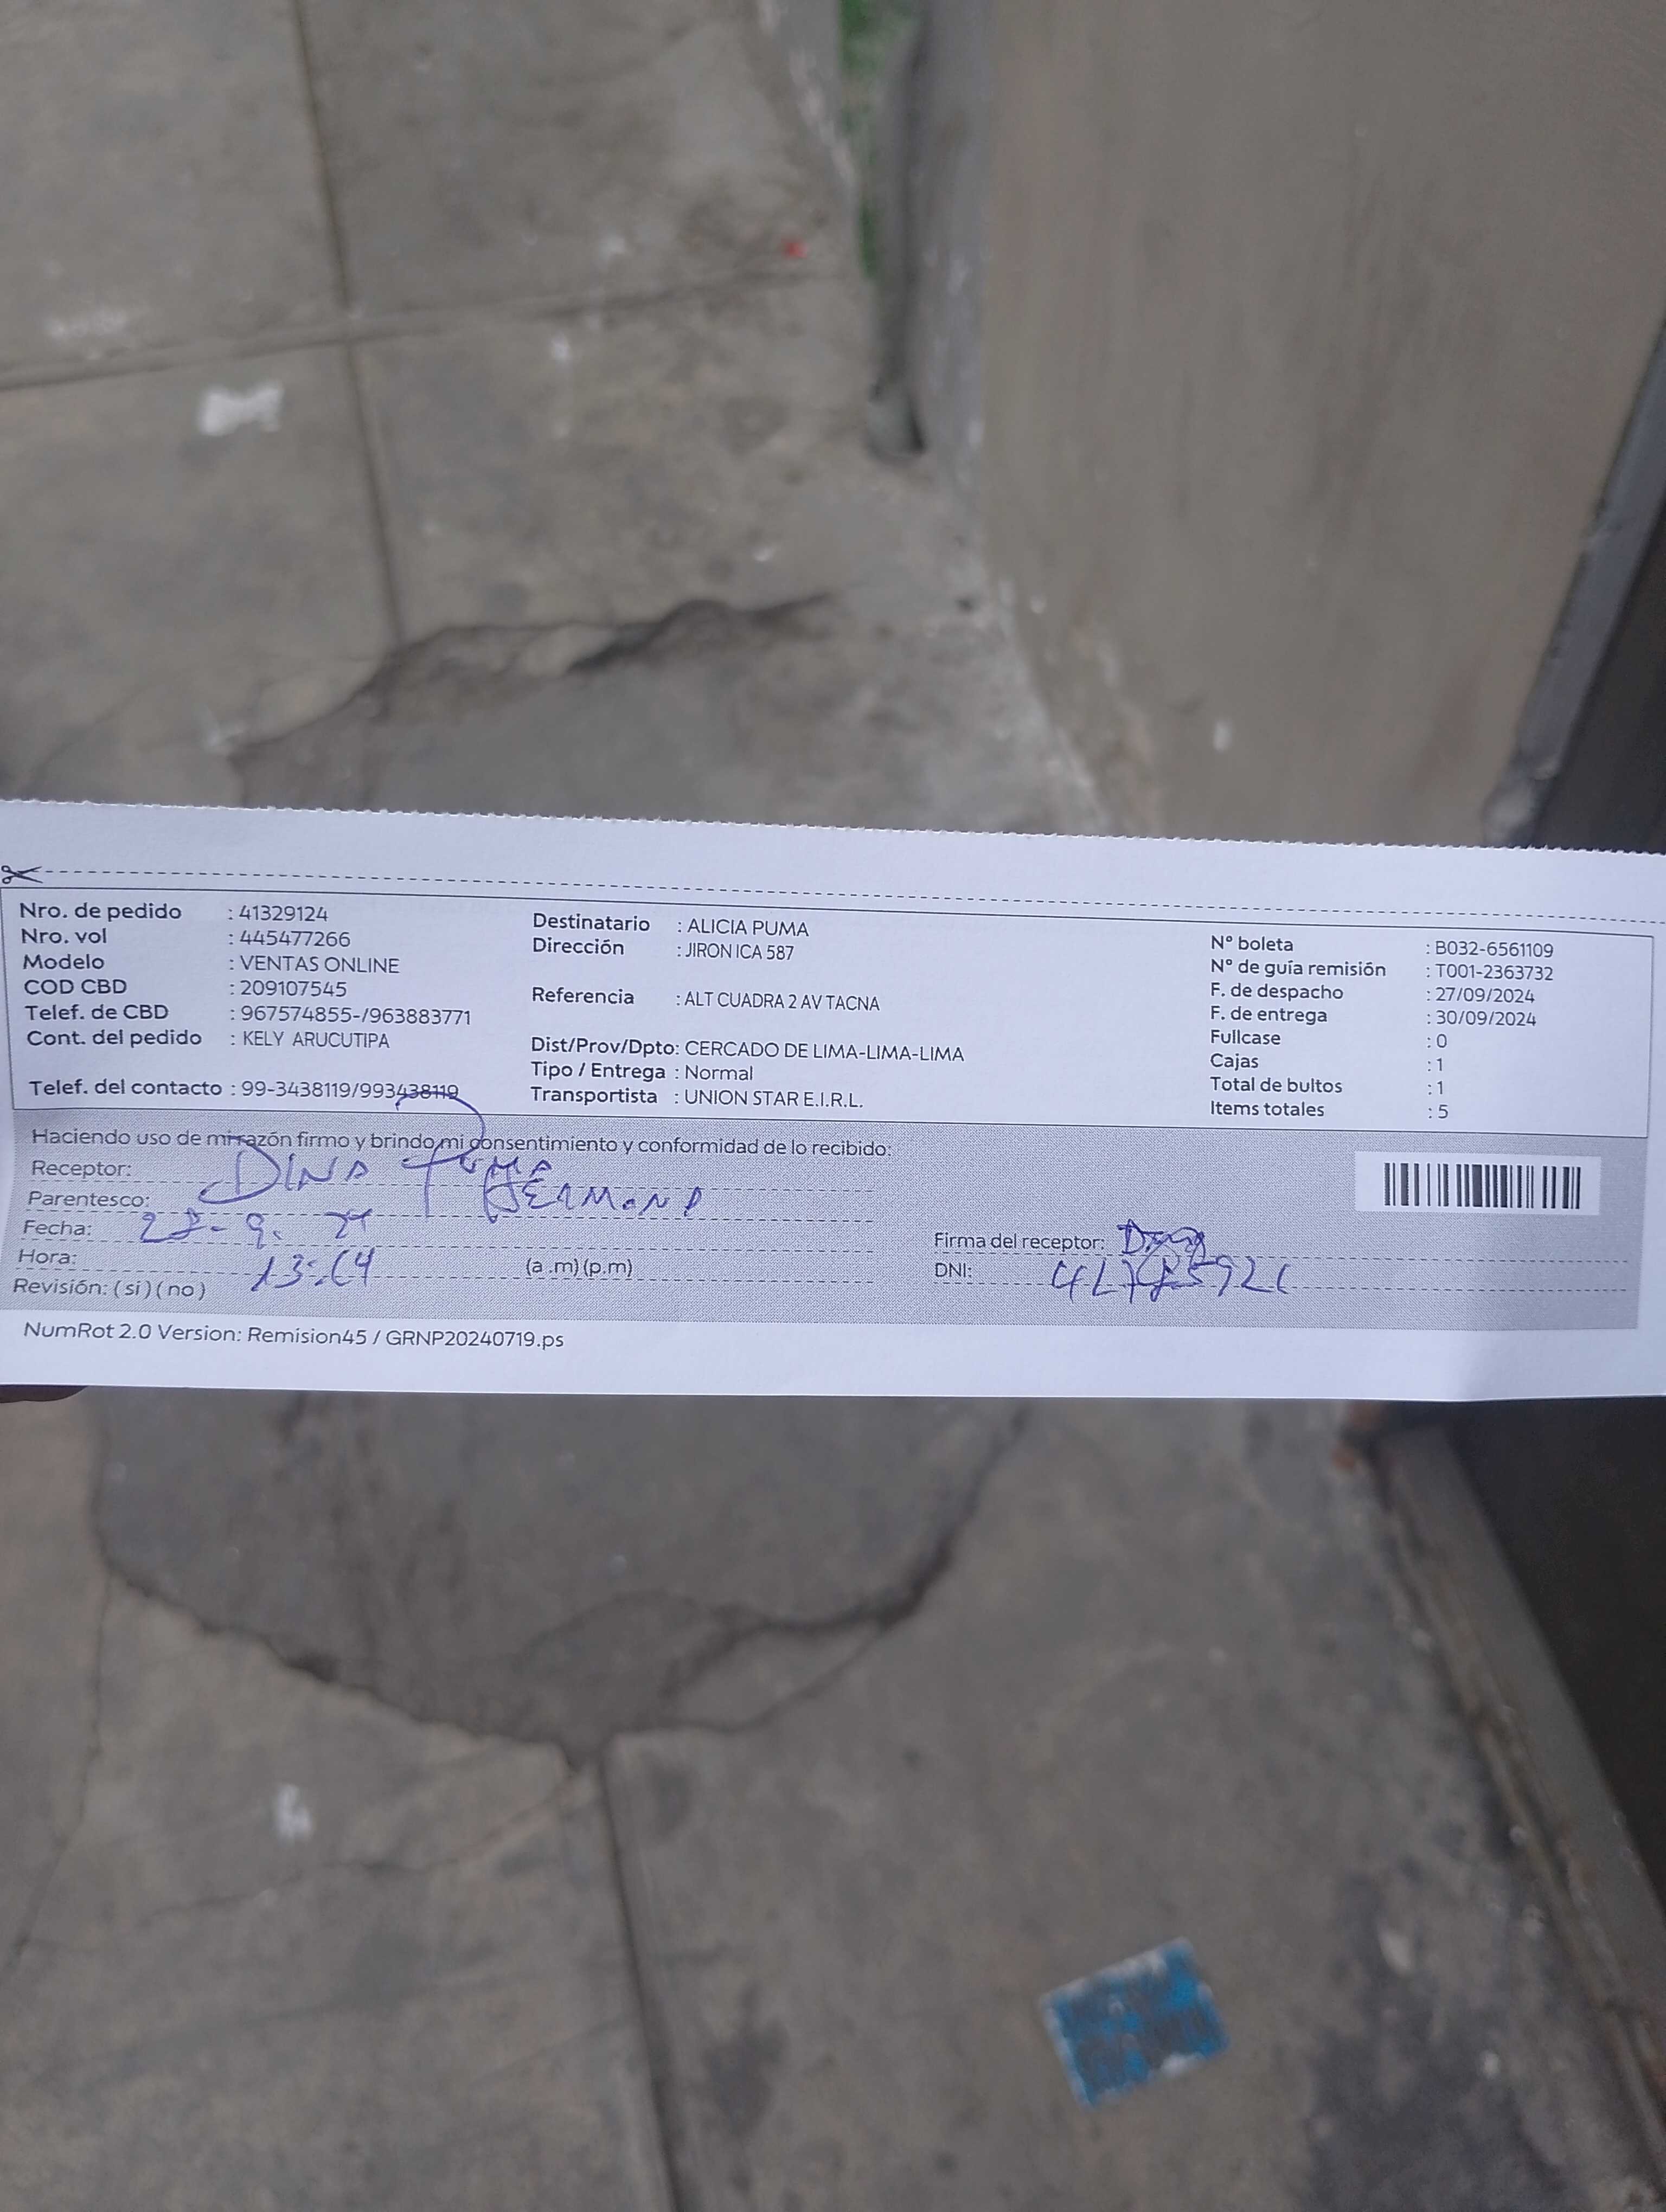 Nro. de pedido : 41329124
Nro. vol : 445477266
Modelo : VENTAS ONLINE
COD CBD : 209107545
Telef. de CBD : 967574855-/963883771
Cont. del pedido : KELY ARUCUTIPA
Telef. del contacto : 99-3438119/993438119
Destinatario : ALICIA PUMA
Dirección : JIRON ICA 587
Referencia : ALT CUADRA 2 AV TACNA
Dist/Prov/Dpto: CERCADO DE LIMA-LIMA-LIMA
Tipo / Entrega : Normal
Transportista : UNION STAR E.I.R.L.
N° boleta : B032-6561109
N° de guía remisión : T001-2363732
F. de despacho : 27/09/2024
F. de entrega : 30/09/2024
Fullcase : 0
Cajas : 1
Total de bultos : 1
Items totales : 5
Haciendo uso de mi razón firmo y brindo mi consentimiento y conformidad de lo recibido:
Receptor: DINA PUMA
Parentesco: HERMANA
Fecha:
Hora: (a .m) (p.m)
Revisión: ( si ) ( no )
Firma del receptor:
DNI:
NumRot 2.0 Version: Remision45 / GRNP20240719.ps